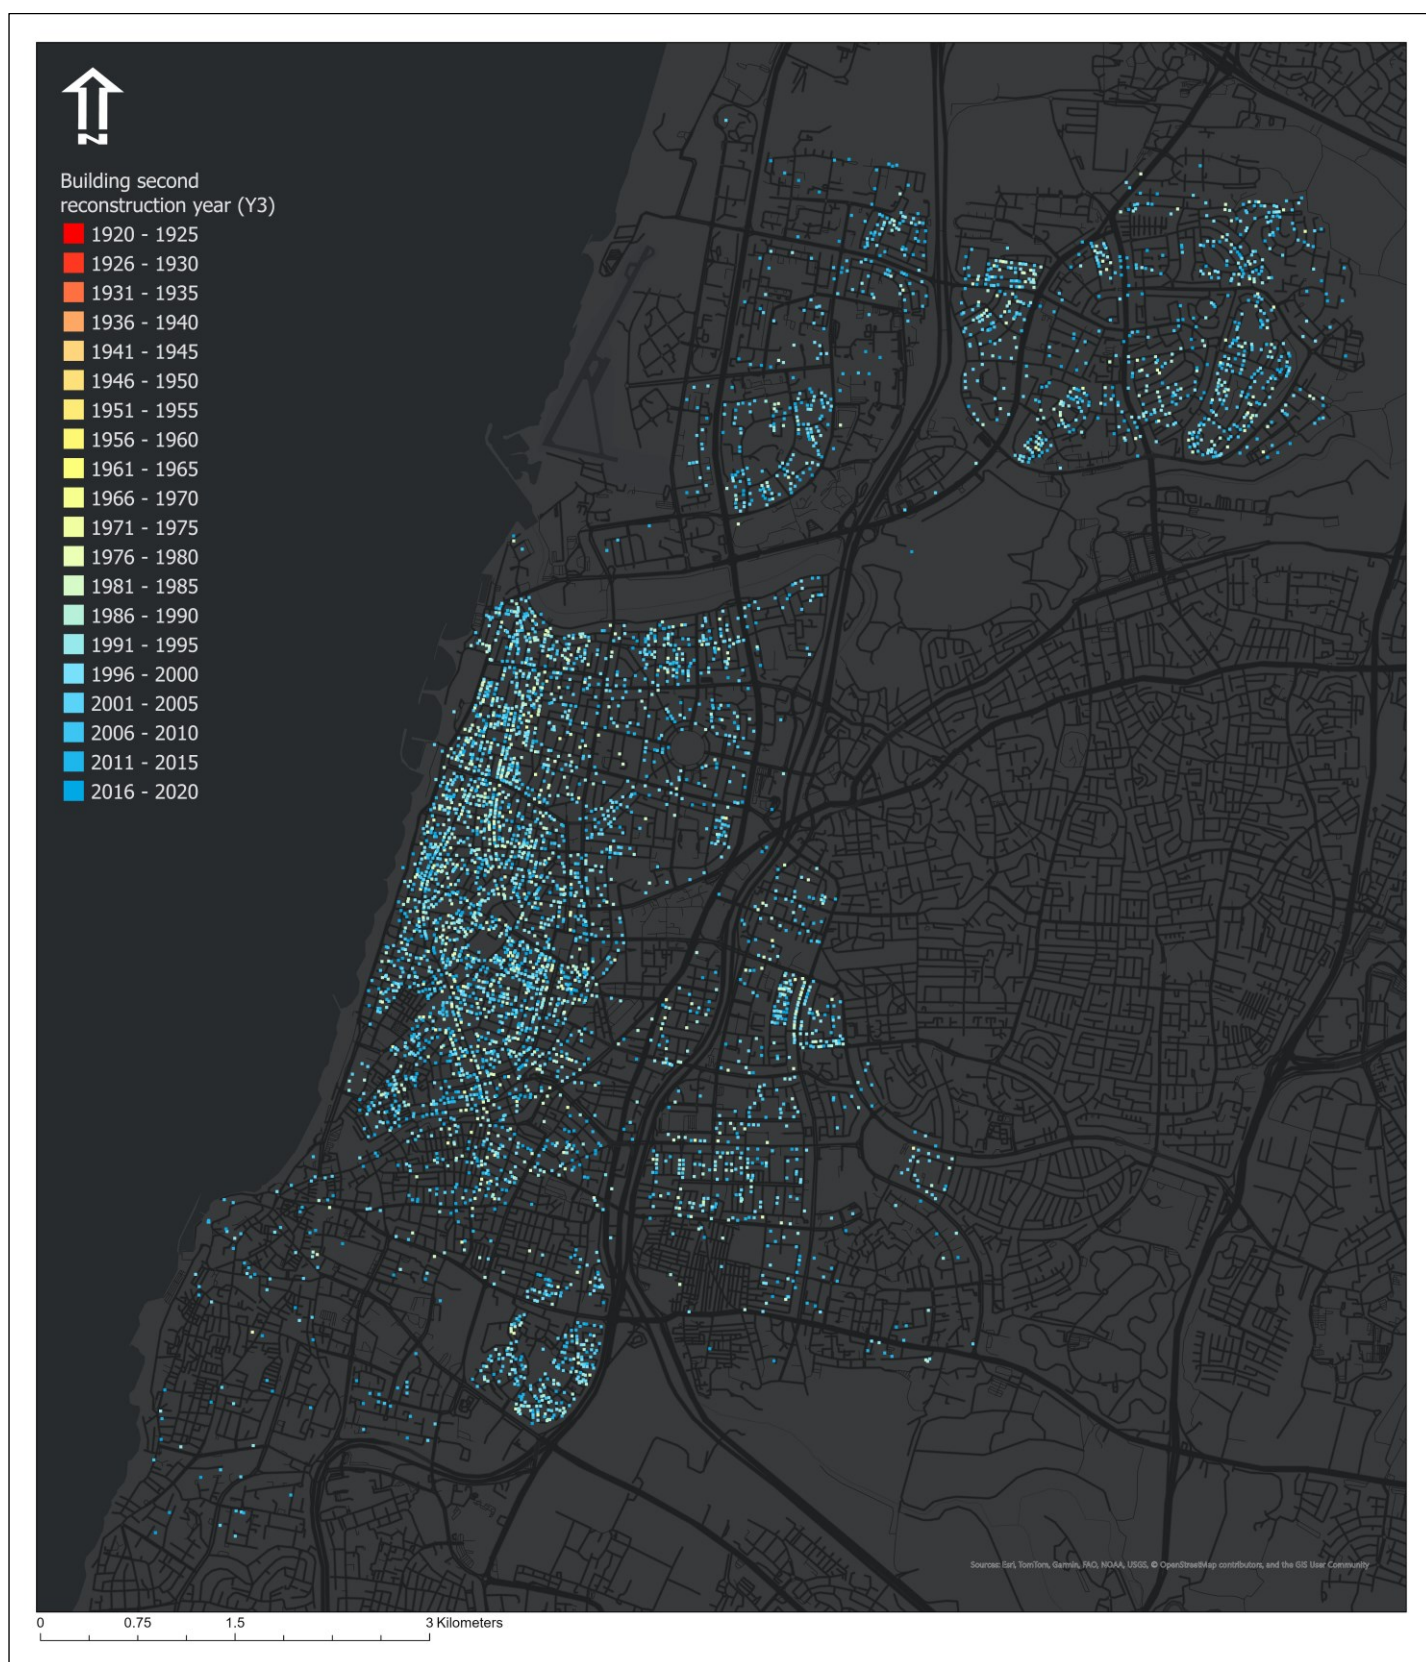 N
Building second
reconstruction year (Y3)
1920 - 1925
1926 - 1930
1931 - 1935
1936 - 1940
1941 - 1945
1946 - 1950
1951 - 1955
1956 - 1960
1961 - 1965
1966 - 1970
1971 - 1975
1976 - 1980
1981 - 1985
1986 - 1990
1991 - 1995
1996 - 2000
2001 - 2005
2006 - 2010
2011 - 2015
2016 - 2020
Sources: Esri, TomTom, Garmin, FAO, NOAA, USGS, © OpenStreetMap contributors, and the GIS User Community
0 0.75 1.5 3 Kilometers